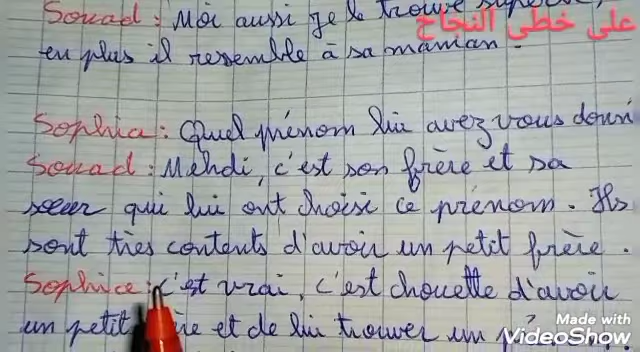 Souad : Moi aussi je le trouve
على خطى النجاح
en plus il ressemble à sa maman.
Sophia : Quel prénom lui avez vous donné
Souad : Mehdi, c'est son frère et sa
sœur qui lui ont choisi ce prénom. Ils
sont très contents d'avoir un petit frère.
Sophice : c'est vrai, c'est chouette d'avoir
un petit et de lui trouver un
Made with
VideoShow